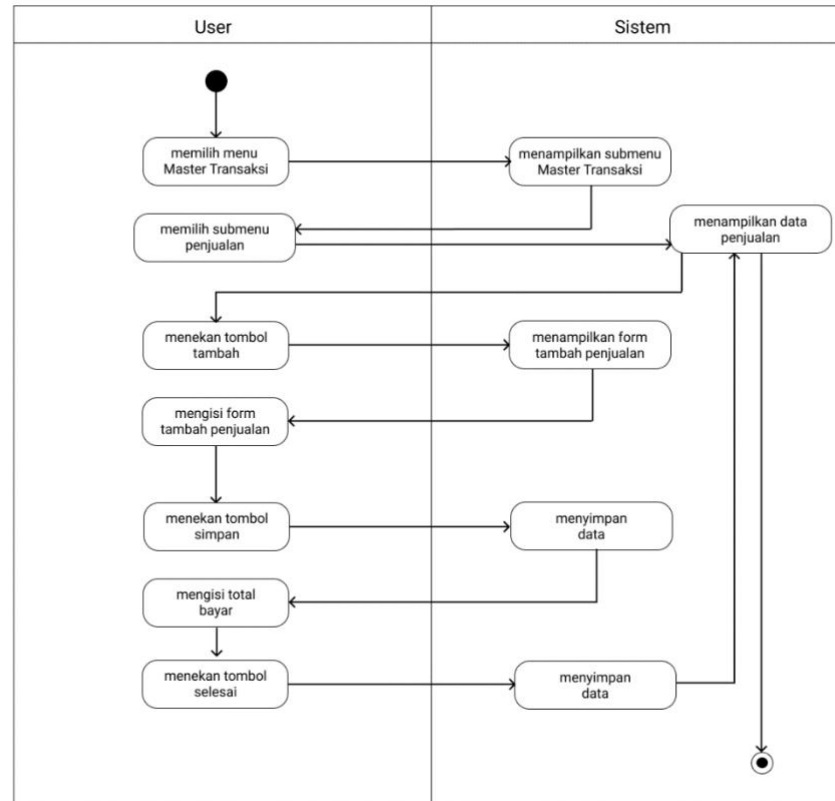 User
Sistem
memilih menu
Master Transaksi
menampilkan submenu
Master Transaksi
memilih submenu
penjualan
menampilkan data
penjualan
menekan tombol
tambah
menampilkan form
tambah penjualan
mengisi form
tambah penjualan
menekan tombol
simpan
menyimpan
data
mengisi total
bayar
menekan tombol
selesai
menyimpan
data